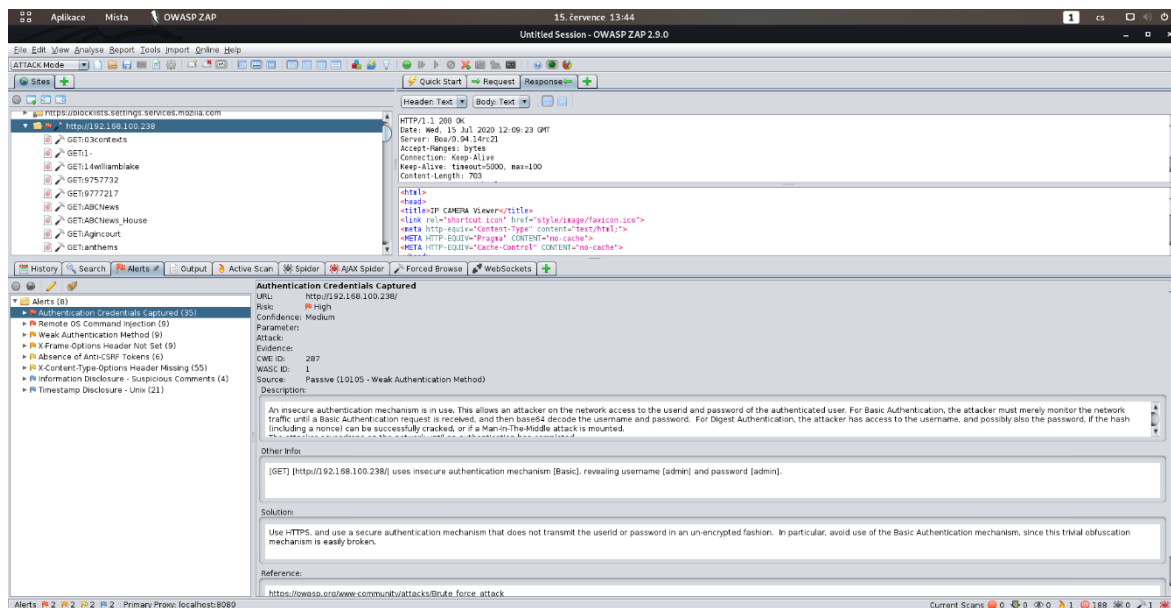 Aplikace Místa OWASP ZAP 15. července 13:44 1 cs
Untitled Session - OWASP ZAP 2.9.0
File Edit View Analyse Report Tools Import Online Help
ATTACK Mode
Sites
Quick Start Request Response
Header: Text Body: Text
https://blocklists.settings.services.mozilla.com
http://192.168.100.238
GET:03contexts
GET:1-
GET:14williamblake
GET:9757732
GET:9777217
GET:ABCNews
GET:ABCNews_House
GET:Agincourt
GET:anthems
HTTP/1.1 200 OK
Date: Wed, 15 Jul 2020 12:09:23 GMT
Server: Boa/0.94.14rc21
Accept-Ranges: bytes
Connection: Keep-Alive
Keep-Alive: timeout=5000, max=100
Content-Length: 703
<html>
<head>
<title>IP CAMERA Viewer</title>
<link rel="shortcut icon" href="style/image/favicon.ico">
<meta http-equiv="Content-Type" content="text/html;">
<META HTTP-EQUIV="Pragma" CONTENT="no-cache">
<META HTTP-EQUIV="Cache-Control" CONTENT="no-cache">
History Search Alerts Output Active Scan Spider AJAX Spider Forced Browse WebSockets
Alerts (8)
Authentication Credentials Captured (35)
Remote OS Command Injection (9)
Weak Authentication Method (9)
X-Frame-Options Header Not Set (9)
Absence of Anti-CSRF Tokens (6)
X-Content-Type-Options Header Missing (55)
Information Disclosure - Suspicious Comments (4)
Timestamp Disclosure - Unix (21)
Authentication Credentials Captured
URL: http://192.168.100.238/
Risk: High
Confidence: Medium
Parameter:
Attack:
Evidence:
CWE ID: 287
WASC ID: 1
Source: Passive (10105 - Weak Authentication Method)
Description:
An insecure authentication mechanism is in use. This allows an attacker on the network access to the userid and password of the authenticated user. For Basic Authentication, the attacker must merely monitor the network
traffic until a Basic Authentication request is received, and then base64 decode the username and password. For Digest Authentication, the attacker has access to the username, and possibly also the password, if the hash
(including a nonce) can be successfully cracked, or if a Man-In-The-Middle attack is mounted.
The attacker eavesdrops on the network until an authentication has completed.
Other Info:
[GET] [http://192.168.100.238/] uses insecure authentication mechanism [Basic], revealing username [admin] and password [admin].
Solution:
Use HTTPS, and use a secure authentication mechanism that does not transmit the userid or password in an un-encrypted fashion. In particular, avoid use of the Basic Authentication mechanism, since this trivial obfuscation
mechanism is easily broken.
Reference:
https://owasp.org/www-community/attacks/Brute_force_attack
Alerts 2 2 2 2 Primary Proxy: localhost:8080 Current Scans 0 0 0 1 188 0 1